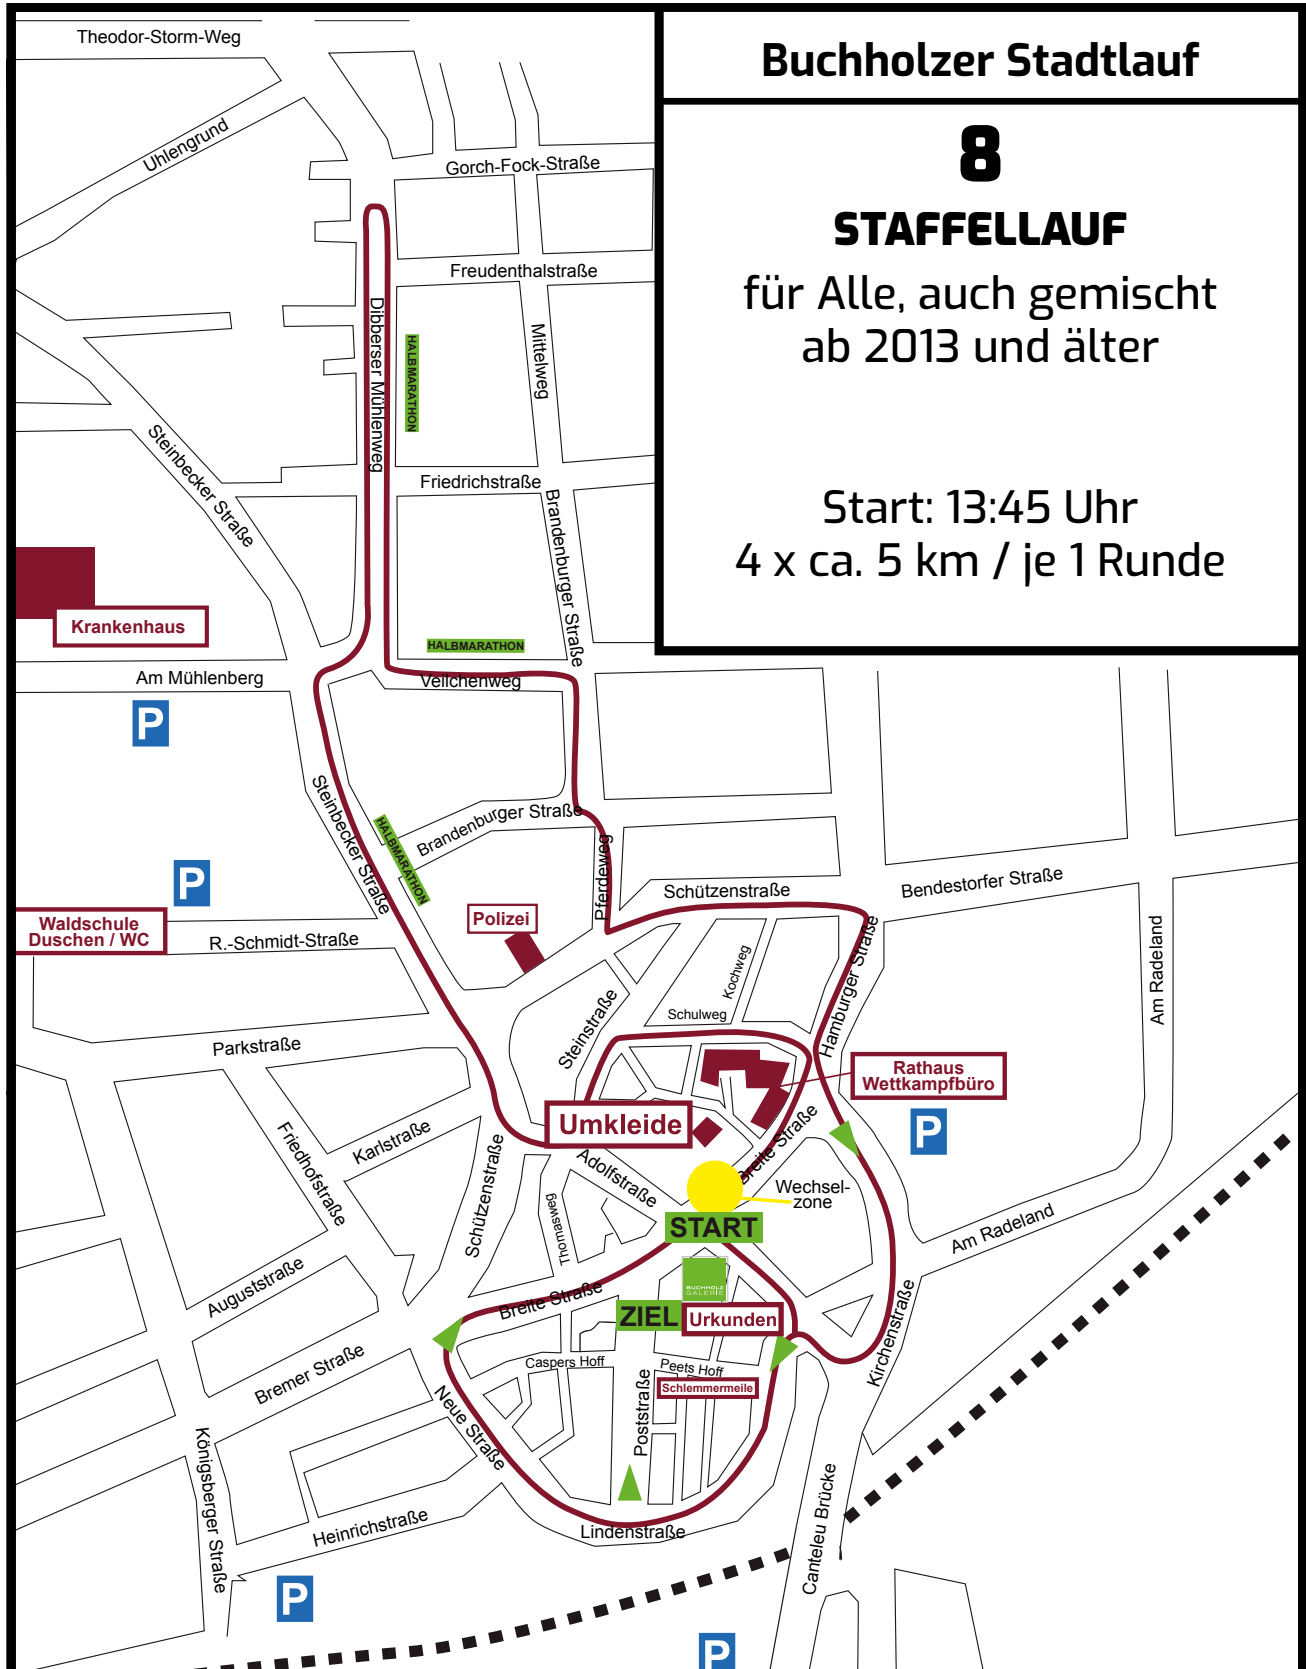 Theodor-Storm-Weg
Buchholzer Stadtlauf
8
STAFFELLAUF
für Alle, auch gemischt
ab 2013 und älter
Start: 13:45 Uhr
4 x ca. 5 km / je 1 Runde
Uhlengrund
Gorch-Fock-Straße
Freudenthalstraße
Dibberser Mühlenweg
HALBMARATHON
Mittelweg
Steinbecker Straße
Friedrichstraße
Brandenburger Straße
Krankenhaus
HALBMARATHON
Am Mühlenberg
Veilchenweg
P
Steinbecker Straße
HALBMARATHON
Brandenburger Straße
Pferdeweg
P
Schützenstraße
Bendestorfer Straße
Waldschule
Duschen / WC
R.-Schmidt-Straße
Polizei
Hamburger Straße
Am Radeland
Kochweg
Steinstraße
Schulweg
Parkstraße
Rathaus
Wettkampfbüro
P
Umkleide
Friedhofstraße
Karlstraße
Schützenstraße
Adolfstraße
Thomasweg
Breite Straße
Wechsel-
zone
START
Am Radeland
Auguststraße
Breite Straße
BUCHHOLZ
GALERIE
ZIEL
Urkunden
Kirchenstraße
Bremer Straße
Caspers Hoff
Peets Hoff
Schlemmermeile
Neue Straße
Poststraße
Königsberger Straße
Heinrichstraße
Lindenstraße
Canteleu Brücke
P
P